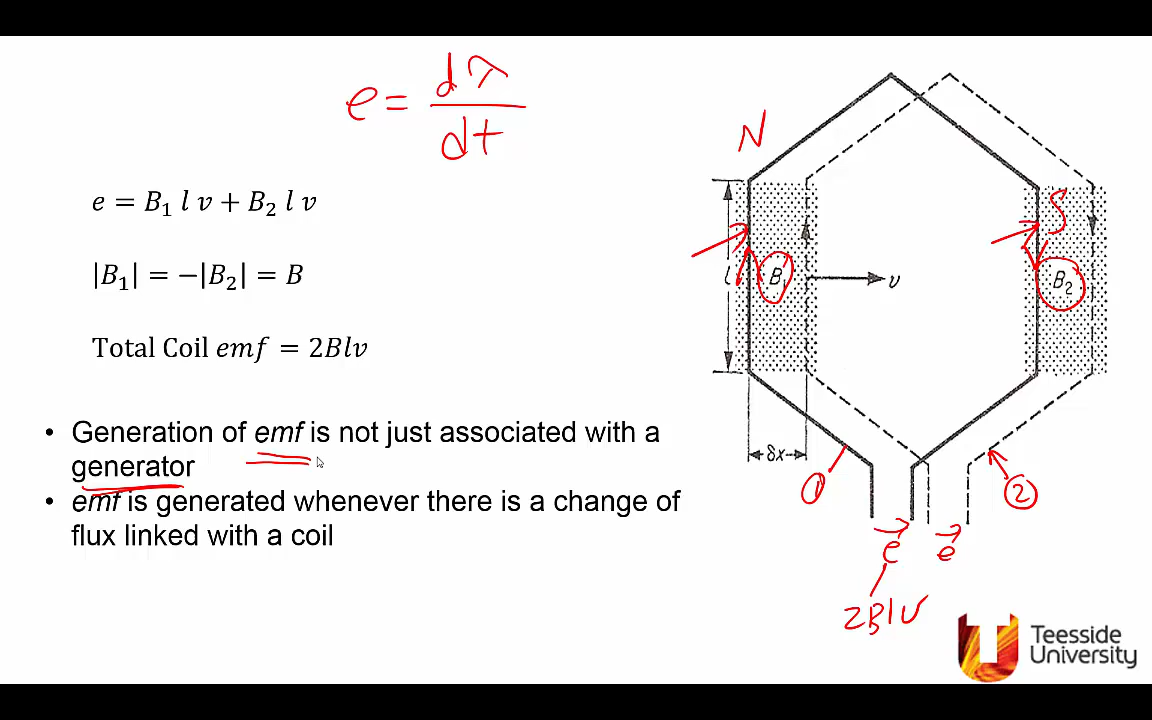 e = dλ/dt
e = B₁ l v + B₂ l v
|B₁| = −|B₂| = B
Total Coil emf = 2Blv
• Generation of emf is not just associated with a
generator
• emf is generated whenever there is a change of
flux linked with a coil
N
S
l
B₁
v
B₂
δx
1
2
e
e
2Blv
Teesside
University